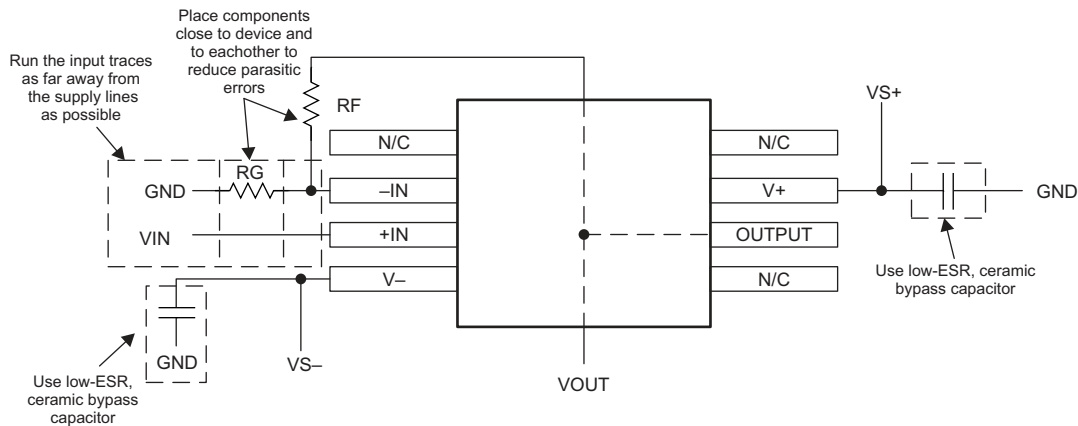 Place components
close to device and
to eachother to
reduce parasitic
errors
Run the input traces
as far away from
the supply lines
as possible
RF
VS+
N/C
N/C
RG
GND
–IN
V+
GND
VIN
+IN
OUTPUT
V–
N/C
Use low-ESR, ceramic
bypass capacitor
GND
VS–
VOUT
Use low-ESR,
ceramic bypass
capacitor